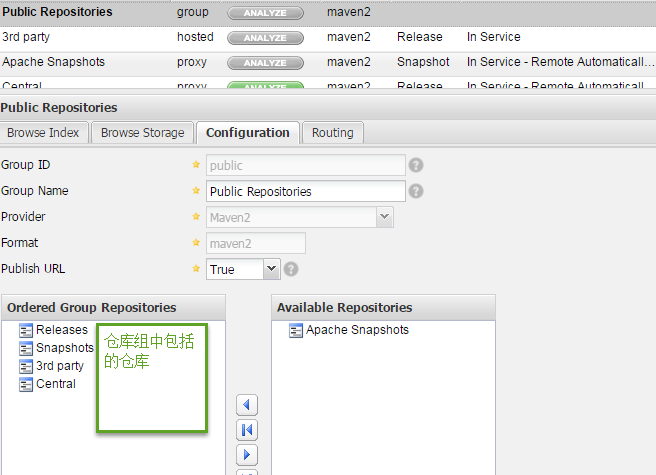 Public Repositories group ANALYZE maven2
3rd party hosted ANALYZE maven2 Release In Service
Apache Snapshots proxy ANALYZE maven2 Snapshot In Service - Remote Automaticall...
Central proxy ANALYZE maven2 Release In Service - Remote Automaticall...
Public Repositories
Browse Index Browse Storage Configuration Routing
Group ID public
Group Name Public Repositories
Provider Maven2
Format maven2
Publish URL True
Ordered Group Repositories
Releases
Snapshots
3rd party
Central
仓库组中包括
的仓库
Available Repositories
Apache Snapshots